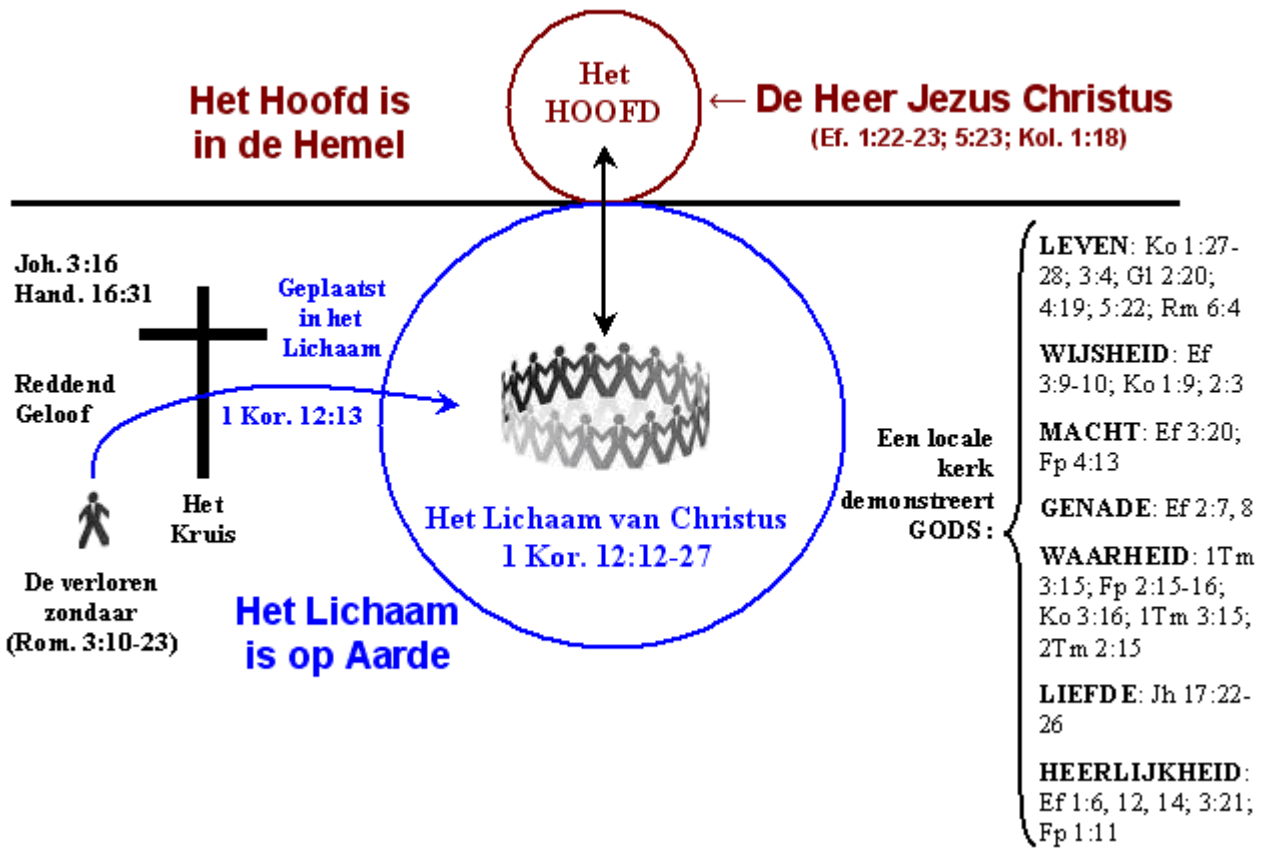 Het
HOOFD
Het Hoofd is
in de Hemel
← De Heer Jezus Christus
(Ef. 1:22-23; 5:23; Kol. 1:18)
Joh. 3:16
Hand. 16:31
Geplaatst
in het
Lichaam
Reddend
Geloof
1 Kor. 12:13
Het
Kruis
De verloren
zondaar
(Rom. 3:10-23)
Het Lichaam van Christus
1 Kor. 12:12-27
Het Lichaam
is op Aarde
Een locale
kerk
demonstreert
GODS:
LEVEN: Ko 1:27-
28; 3:4; Gl 2:20;
4:19; 5:22; Rm 6:4
WIJSHEID: Ef
3:9-10; Ko 1:9; 2:3
MACHT: Ef 3:20;
Fp 4:13
GENADE: Ef 2:7, 8
WAARHEID: 1Tm
3:15; Fp 2:15-16;
Ko 3:16; 1Tm 3:15;
2Tm 2:15
LIEFDE: Jh 17:22-
26
HEERLIJKHEID:
Ef 1:6, 12, 14; 3:21;
Fp 1:11